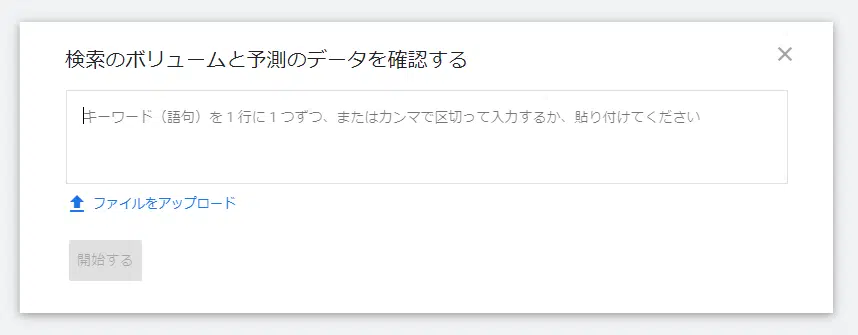 検索のボリュームと予測のデータを確認する
キーワード（語句）を１行に１つずつ、またはカンマで区切って入力するか、貼り付けてください
ファイルをアップロード
開始する